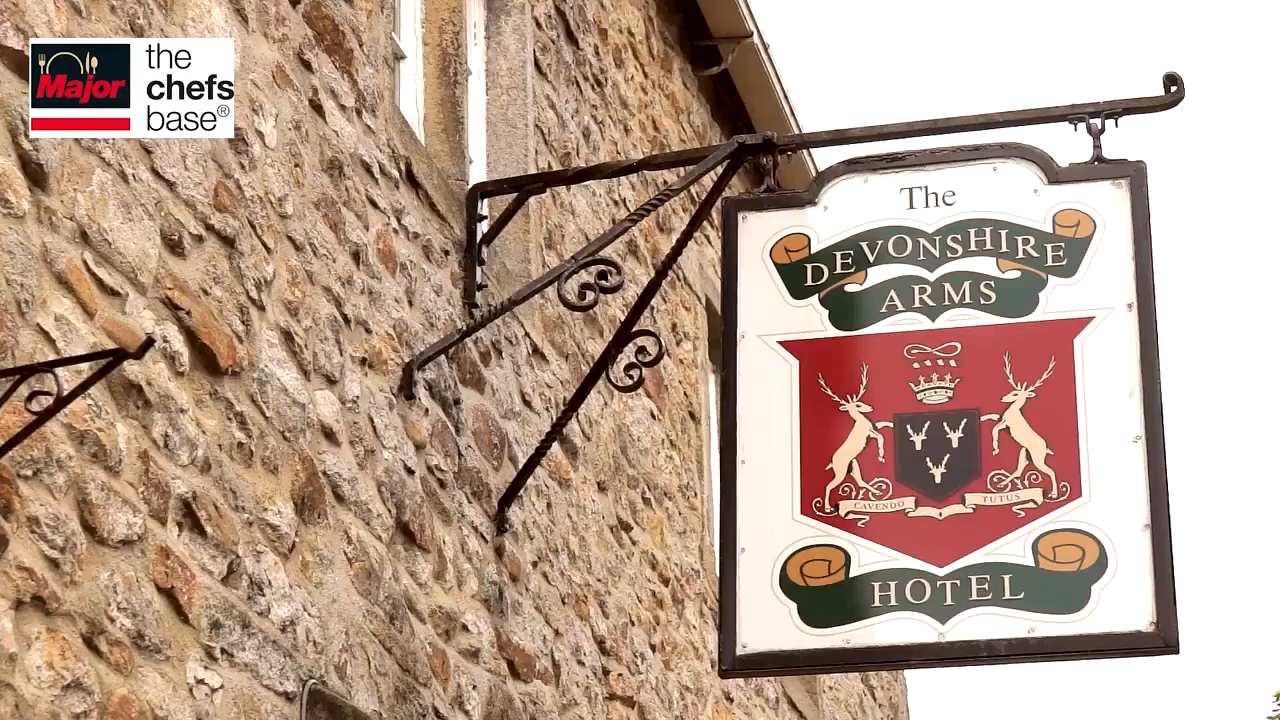 Major
the
chefs
base®
The
DEVONSHIRE
ARMS
CAVENDO TUTUS
HOTEL